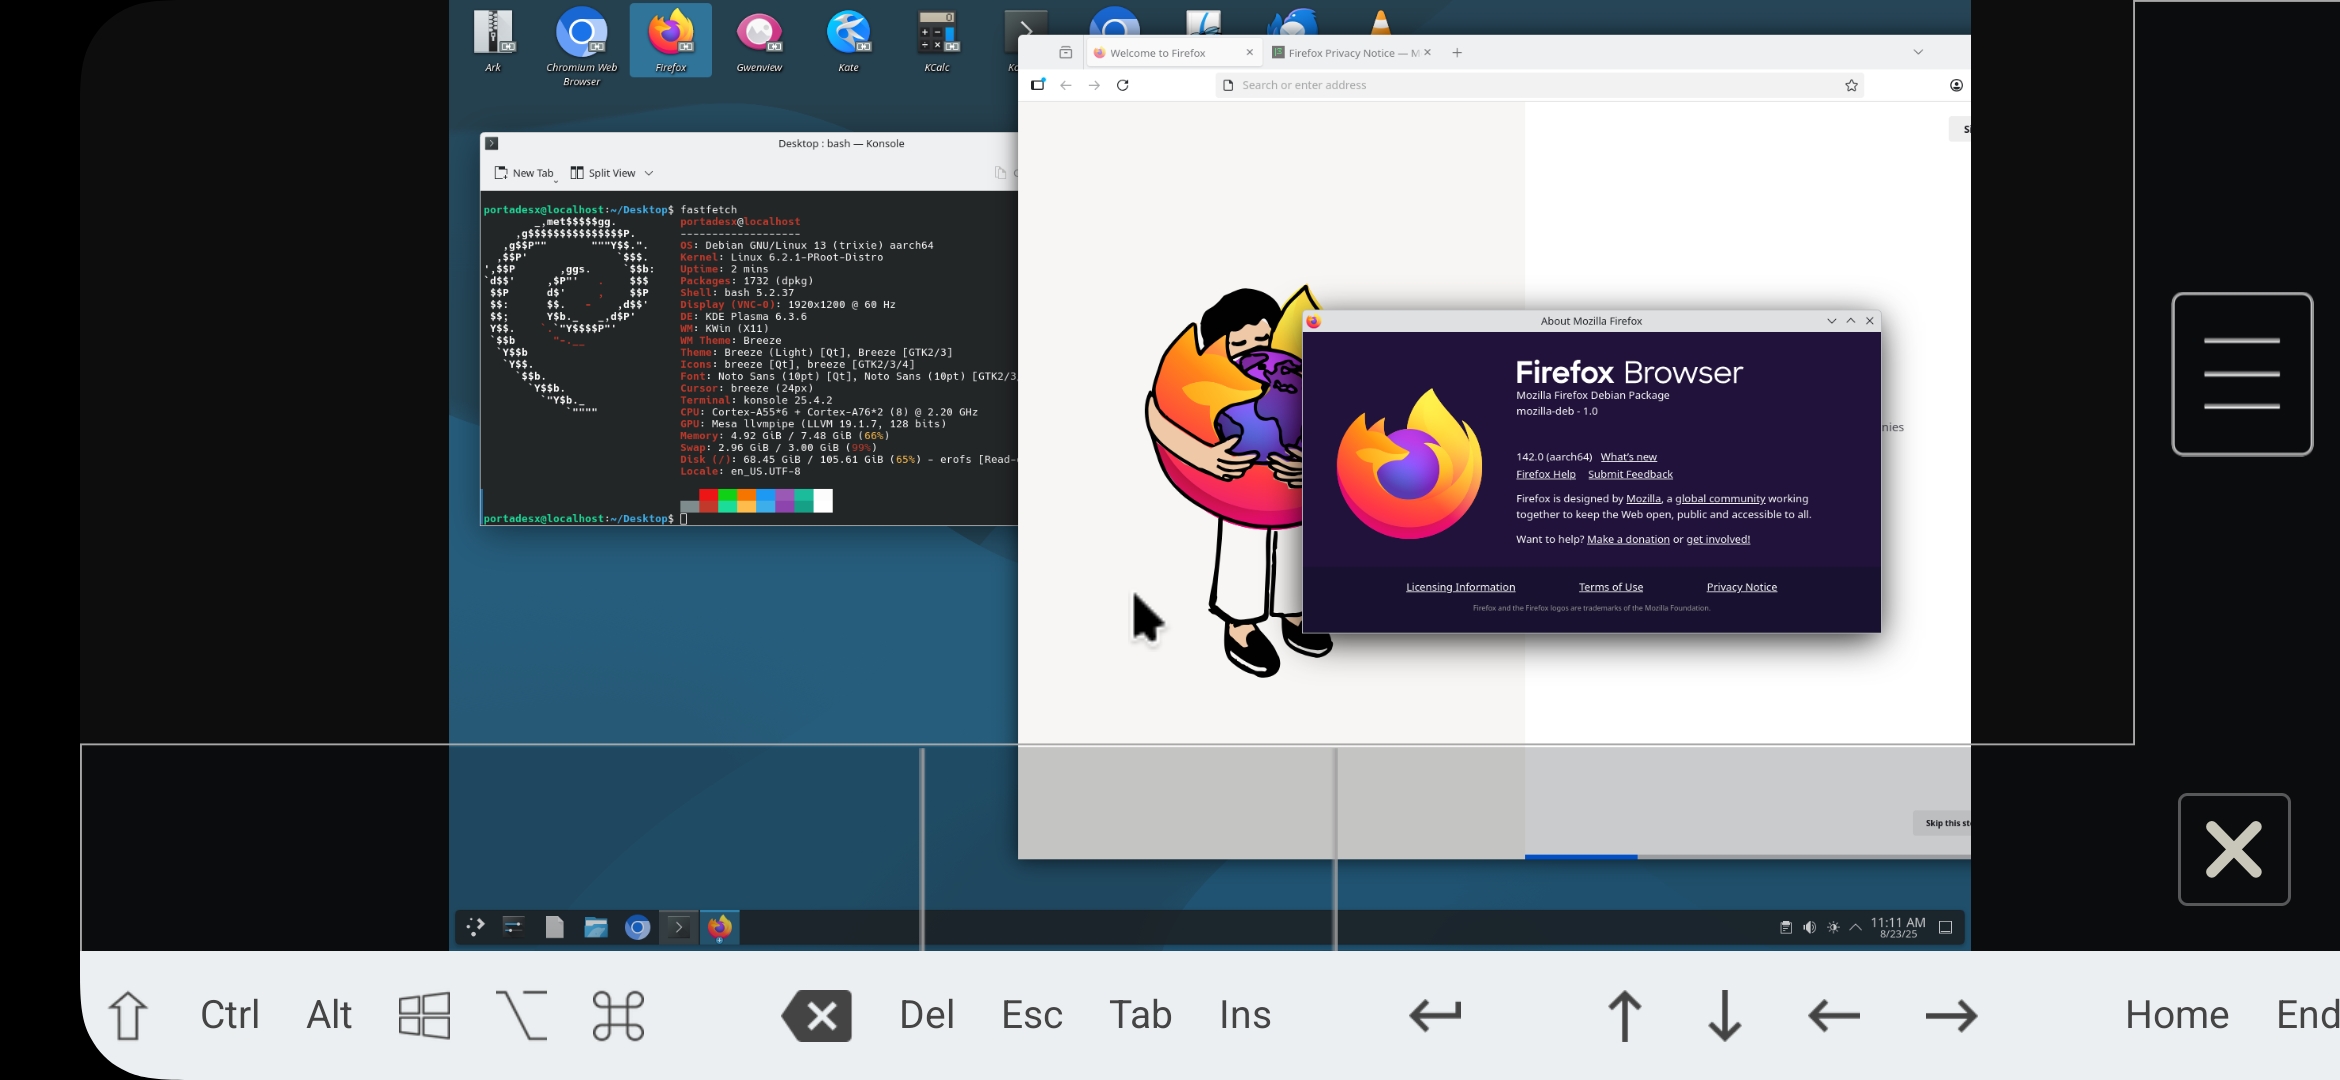 Ark
Chromium Web
Browser
Firefox
Gwenview
Kate
KCalc
Desktop : bash — Konsole
New Tab
Split View
portadesx@localhost:~/Desktop$ fastfetch
_,met$$$$$gg.
,g$$$$$$$$$$$$$$$P.
,g$$P"" """Y$$.".
,$$P' `$$$.
',$$P ,ggs. `$$b:
`d$$' ,$P"' . $$$
$$P d$' , $$P
$$: $$. - ,d$$'
$$; Y$b._ _,d$P'
Y$$. `.`"Y$$$$P"'
`$$b "-.__
`Y$$b
`Y$$.
`$$b.
`Y$$b.
`"Y$b._
`""""
portadesx@localhost
-------------------
OS: Debian GNU/Linux 13 (trixie) aarch64
Kernel: Linux 6.2.1-PRoot-Distro
Uptime: 2 mins
Packages: 1732 (dpkg)
Shell: bash 5.2.37
Display (VNC-0): 1920x1200 @ 60 Hz
DE: KDE Plasma 6.3.6
WM: KWin (X11)
WM Theme: Breeze
Theme: Breeze (Light) [Qt], Breeze [GTK2/3]
Icons: breeze [Qt], breeze [GTK2/3/4]
Font: Noto Sans (10pt) [Qt], Noto Sans (10pt) [GTK2/3
Cursor: breeze (24px)
Terminal: konsole 25.4.2
CPU: Cortex-A55*6 + Cortex-A76*2 (8) @ 2.20 GHz
GPU: Mesa llvmpipe (LLVM 19.1.7, 128 bits)
Memory: 4.92 GiB / 7.48 GiB (66%)
Swap: 2.96 GiB / 3.00 GiB (99%)
Disk (/): 68.45 GiB / 105.61 GiB (65%) - erofs [Read-
Locale: en_US.UTF-8
portadesx@localhost:~/Desktop$
Welcome to Firefox
Firefox Privacy Notice — M
Search or enter address
nies
About Mozilla Firefox
Firefox Browser
Mozilla Firefox Debian Package
mozilla-deb - 1.0
142.0 (aarch64) What's new
Firefox Help Submit Feedback
Firefox is designed by Mozilla, a global community working
together to keep the Web open, public and accessible to all.
Want to help? Make a donation or get involved!
Licensing Information Terms of Use Privacy Notice
Firefox and the Firefox logos are trademarks of the Mozilla Foundation.
Skip this st
11:11 AM
8/23/25
Ctrl Alt Del Esc Tab Ins Home End